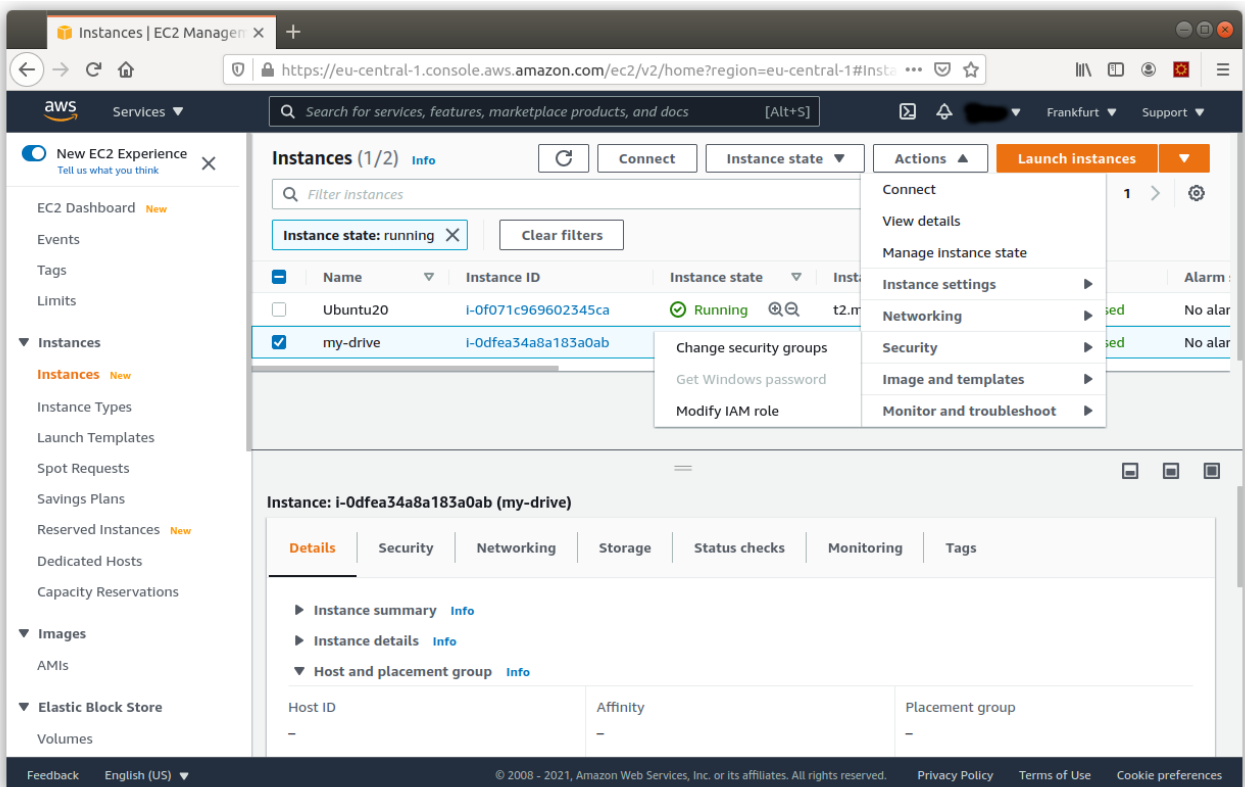 Instances | EC2 Managem
https://eu-central-1.console.aws.amazon.com/ec2/v2/home?region=eu-central-1#Insta
aws Services Search for services, features, marketplace products, and docs [Alt+S] Frankfurt Support
New EC2 Experience
Tell us what you think
EC2 Dashboard New
Events
Tags
Limits
Instances
Instances New
Instance Types
Launch Templates
Spot Requests
Savings Plans
Reserved Instances New
Dedicated Hosts
Capacity Reservations
Images
AMIs
Elastic Block Store
Volumes
Instances (1/2) Info Connect Instance state Actions Launch instances
Filter instances 1
Instance state: running Clear filters
Name Instance ID Instance state Insta Alarm
Ubuntu20 i-0f071c969602345ca Running t2.m sed No alar
my-drive i-0dfea34a8a183a0ab sed No alar
Connect
View details
Manage instance state
Instance settings
Networking
Security
Image and templates
Monitor and troubleshoot
Change security groups
Get Windows password
Modify IAM role
Instance: i-0dfea34a8a183a0ab (my-drive)
Details Security Networking Storage Status checks Monitoring Tags
Instance summary Info
Instance details Info
Host and placement group Info
Host ID Affinity Placement group
– – –
Feedback English (US) © 2008 - 2021, Amazon Web Services, Inc. or its affiliates. All rights reserved. Privacy Policy Terms of Use Cookie preferences